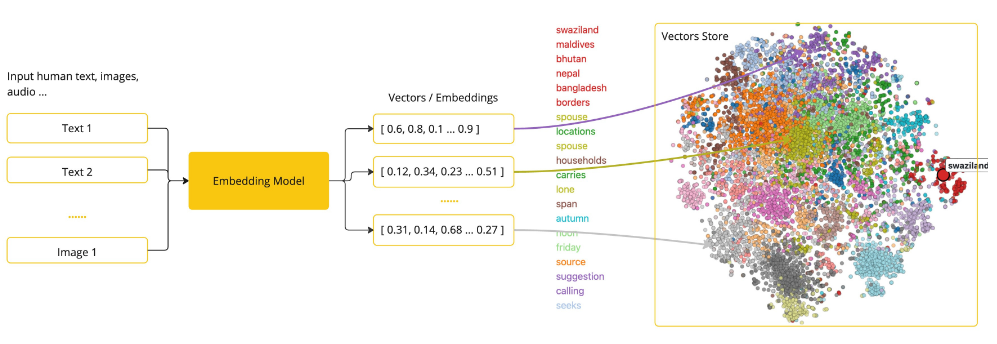 Input human text, images,
audio ...
Text 1
Text 2
......
Image 1
Embedding Model
Vectors / Embeddings
[ 0.6, 0.8, 0.1 ... 0.9 ]
[ 0.12, 0.34, 0.23 ... 0.51 ]
......
[ 0.31, 0.14, 0.68 ... 0.27 ]
swaziland
maldives
bhutan
nepal
bangladesh
borders
spouse
locations
spouse
households
carries
lone
span
autumn
noon
friday
source
suggestion
calling
seeks
Vectors Store
swaziland